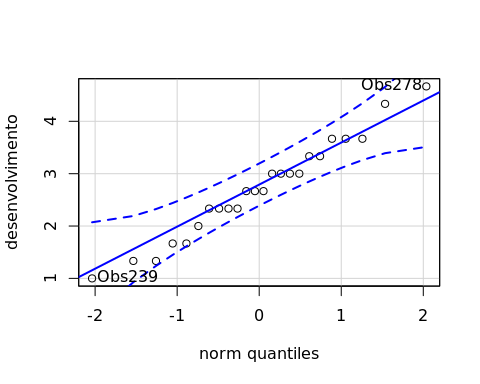 Obs278
Obs239
desenvolvimento
4
3
2
1
-2 -1 0 1 2
norm quantiles